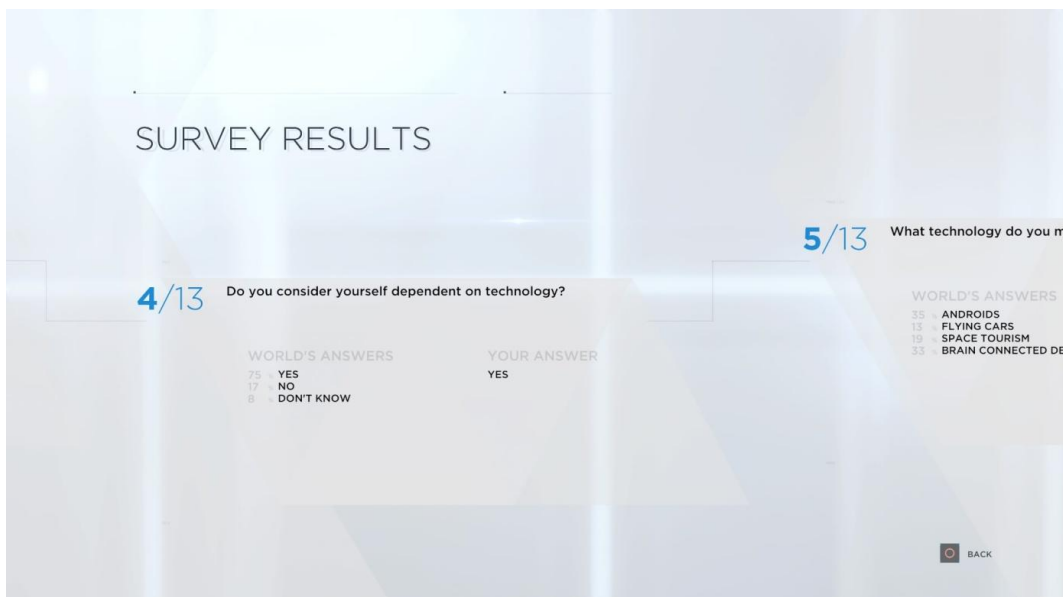 SURVEY RESULTS
4/13
Do you consider yourself dependent on technology?
WORLD'S ANSWERS
75 % YES
17 % NO
8 % DON'T KNOW
YOUR ANSWER
YES
5/13
What technology do you m
WORLD'S ANSWERS
35 % ANDROIDS
13 % FLYING CARS
19 % SPACE TOURISM
33 % BRAIN CONNECTED DE
BACK